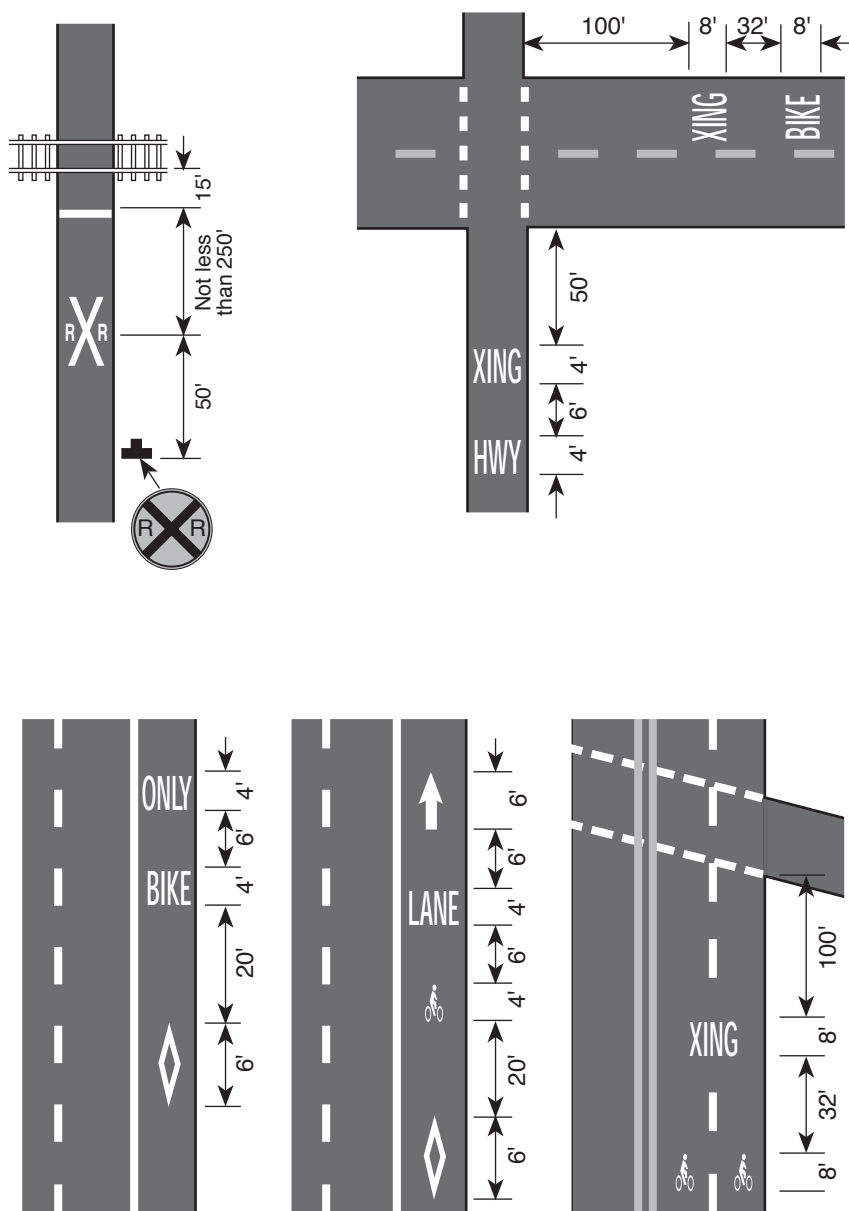 15'
Not less
than 250'
R X R
50'
R R
100' 8' 32' 8'
XING
BIKE
50'
XING
4'
6'
HWY
4'
ONLY
4'
6'
BIKE
4'
20'
6'
6'
6'
LANE
4'
6'
4'
20'
6'
100'
XING
8'
32'
8'